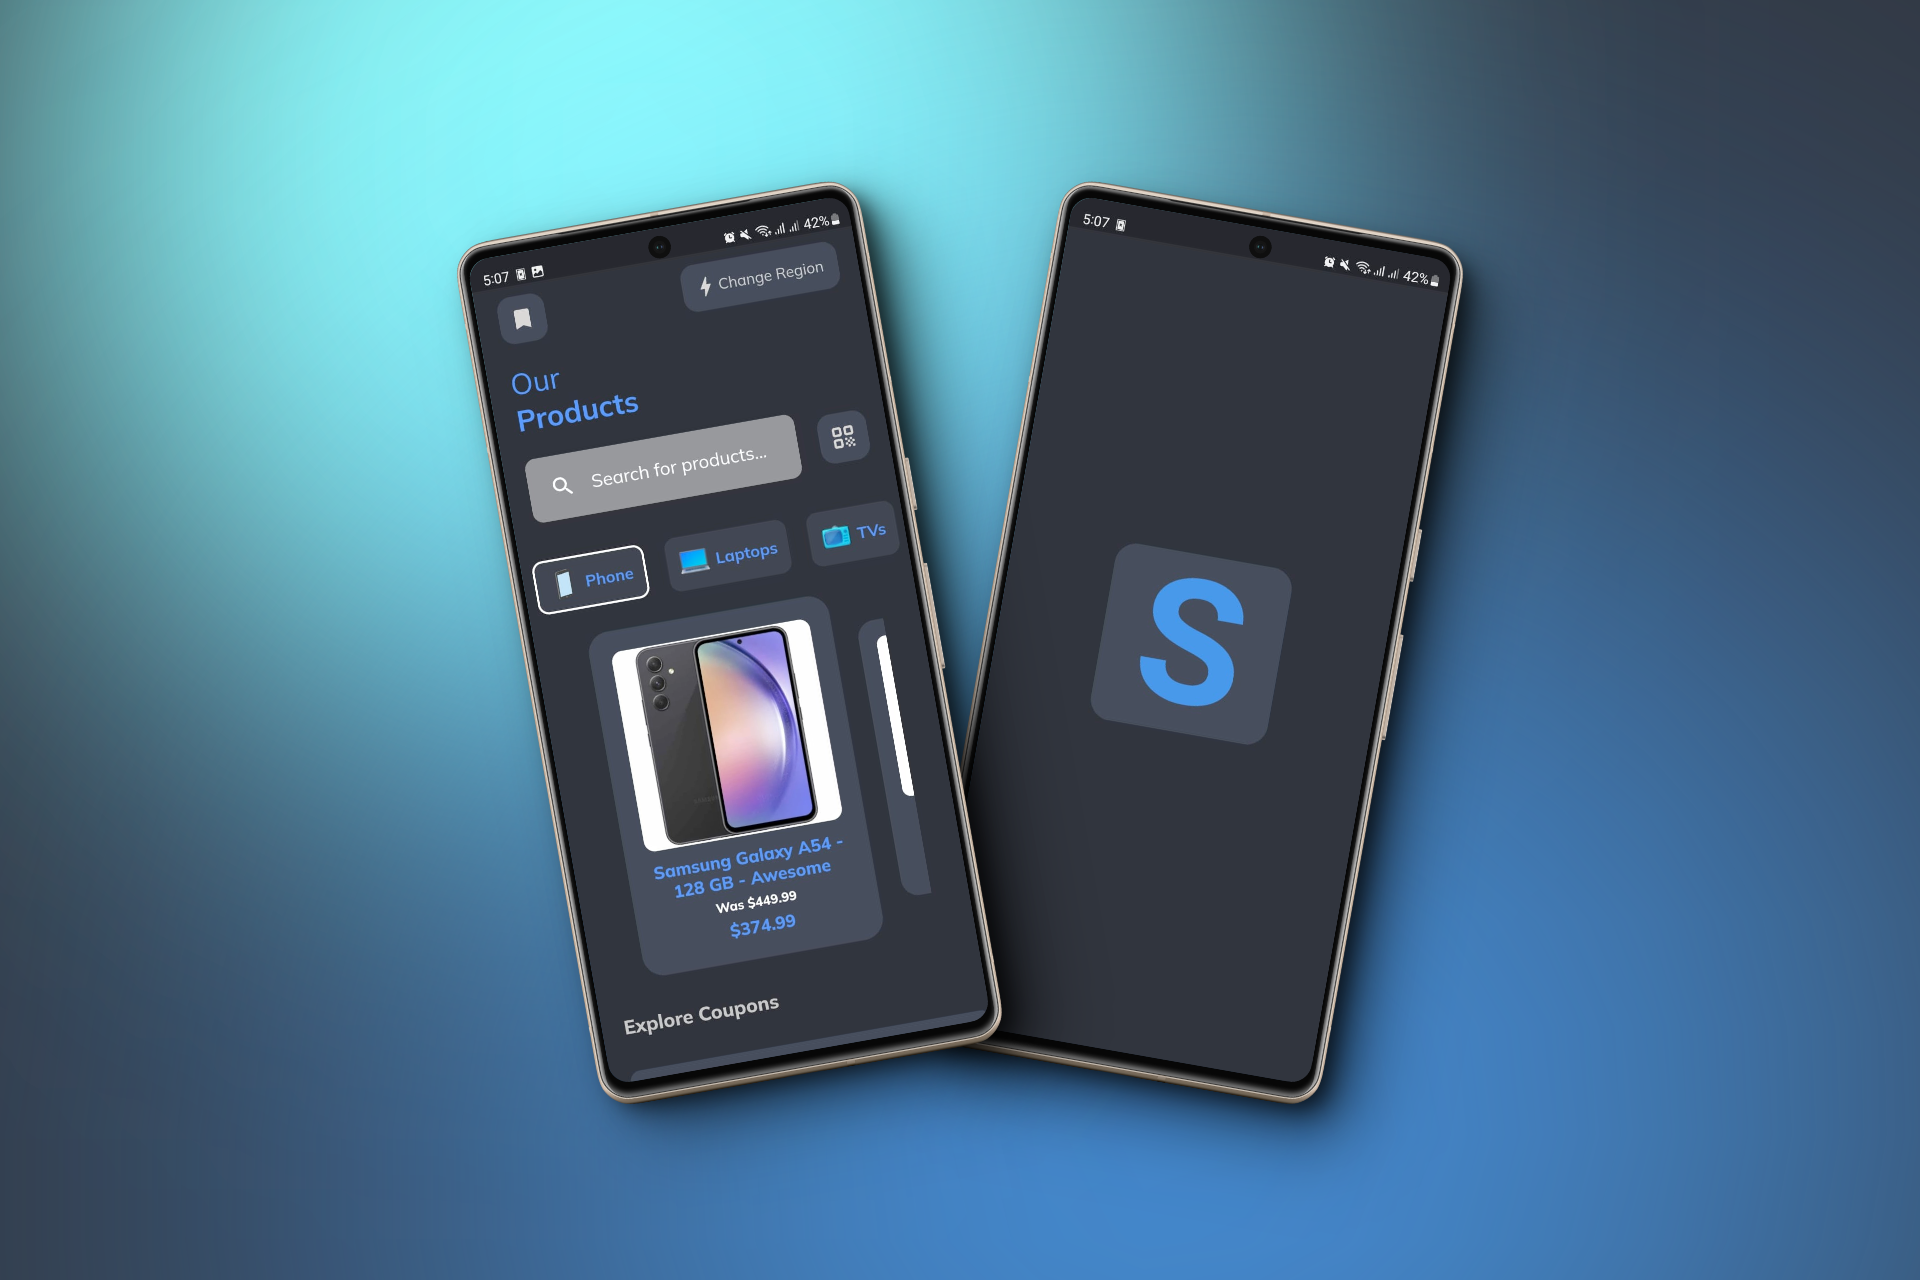 5:07
42%
Change Region
Our
Products
Search for products...
Phone
Laptops
TVs
Samsung Galaxy A54 -
128 GB - Awesome
Was $449.99
$374.99
Explore Coupons
5:07
42%
S